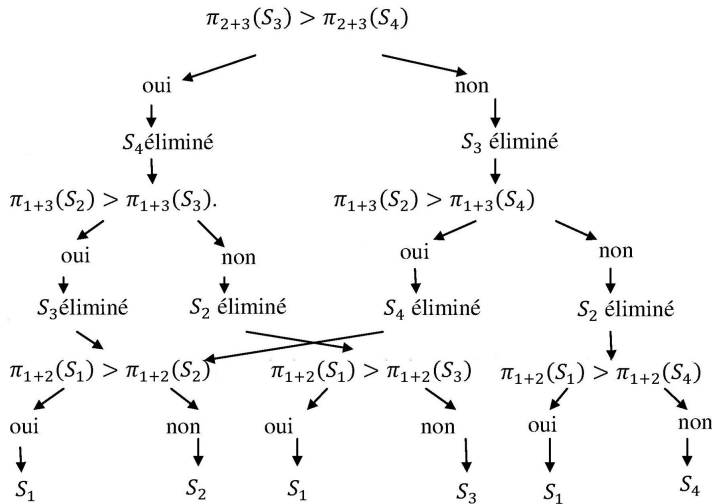 π₂₊₃(S₃) > π₂₊₃(S₄)
oui non
S₄éliminé S₃ éliminé
π₁₊₃(S₂) > π₁₊₃(S₃). π₁₊₃(S₂) > π₁₊₃(S₄)
oui non oui non
S₃éliminé S₂ éliminé S₄ éliminé S₂ éliminé
π₁₊₂(S₁) > π₁₊₂(S₂) π₁₊₂(S₁) > π₁₊₂(S₃) π₁₊₂(S₁) > π₁₊₂(S₄)
oui non oui non oui non
S₁ S₂ S₁ S₃ S₁ S₄